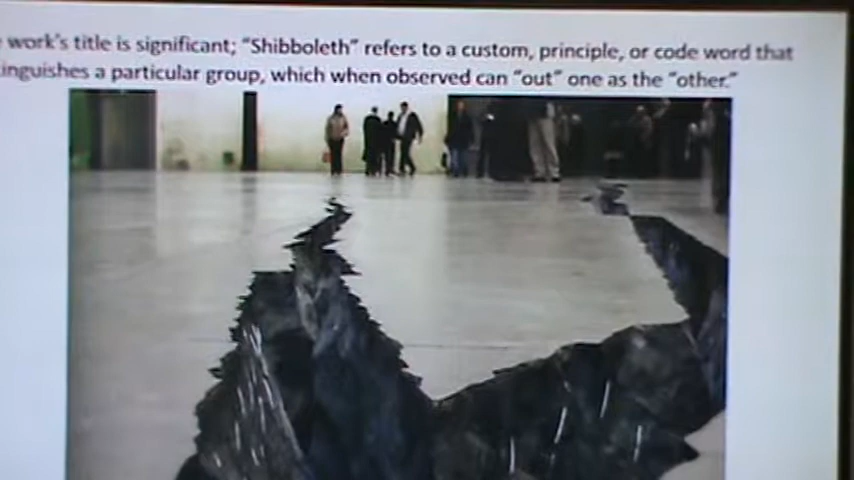 work's title is significant; “Shibboleth” refers to a custom, principle, or code word that
inguishes a particular group, which when observed can “out” one as the “other.”